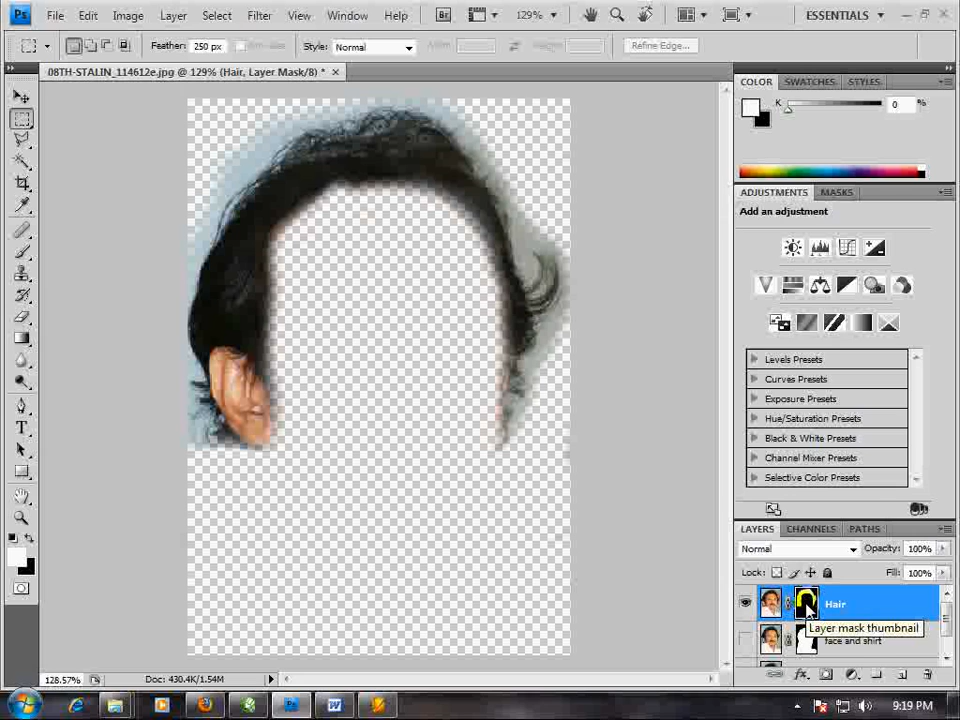 Ps File Edit Image Layer Select Filter View Window Help Br 129% ESSENTIALS
Feather: 250 px Style: Normal Refine Edge...
08TH-STALIN_114612e.jpg @ 129% (Hair, Layer Mask/8) *
COLOR SWATCHES STYLES
K 0 %
ADJUSTMENTS MASKS
Add an adjustment
Levels Presets
Curves Presets
Exposure Presets
Hue/Saturation Presets
Black & White Presets
Channel Mixer Presets
Selective Color Presets
LAYERS CHANNELS PATHS
Normal Opacity: 100%
Lock: Fill: 100%
Hair
Layer mask thumbnail
face and shirt
128.57% Doc: 430.4K/1.54M
9:19 PM